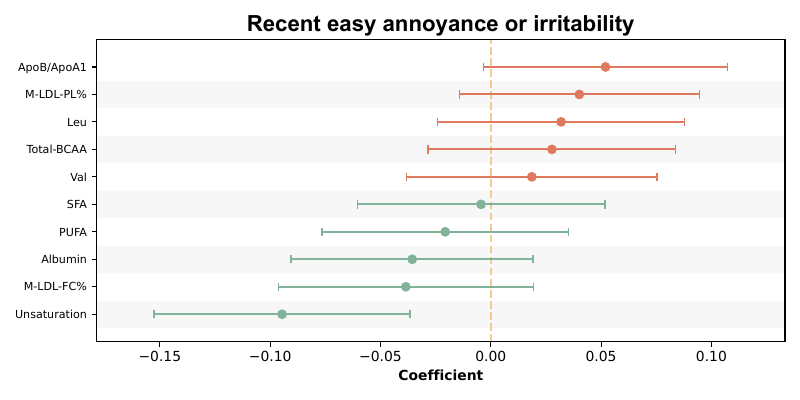 Recent easy annoyance or irritability
ApoB/ApoA1
M-LDL-PL%
Leu
Total-BCAA
Val
SFA
PUFA
Albumin
M-LDL-FC%
Unsaturation
−0.15 −0.10 −0.05 0.00 0.05 0.10
Coefficient